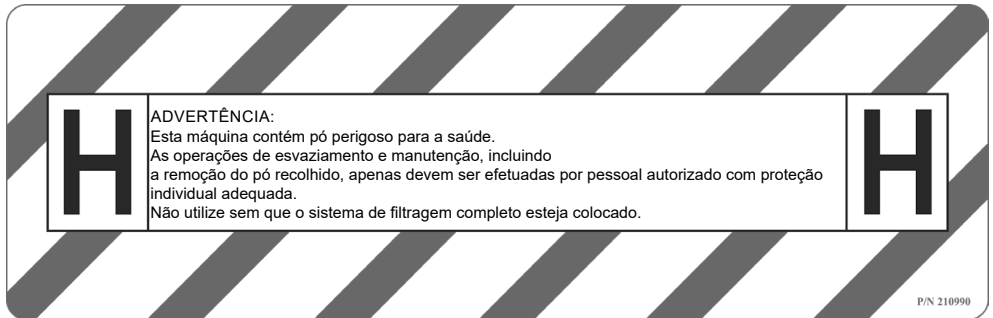 H
ADVERTÊNCIA:
Esta máquina contém pó perigoso para a saúde.
As operações de esvaziamento e manutenção, incluindo
a remoção do pó recolhido, apenas devem ser efetuadas por pessoal autorizado com proteção
individual adequada.
Não utilize sem que o sistema de filtragem completo esteja colocado.
H
P/N 210990